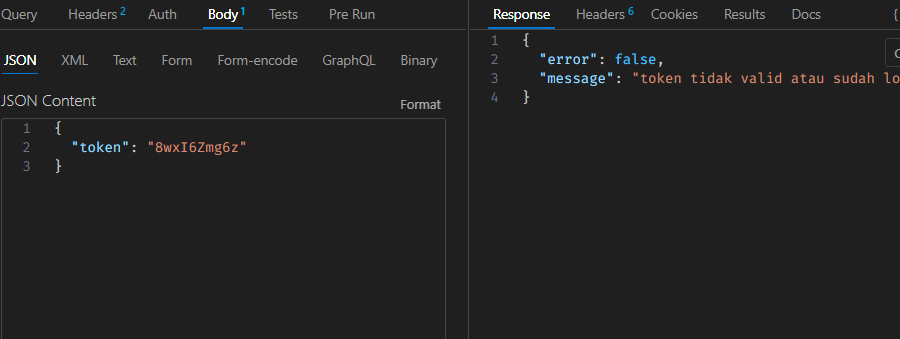 Query Headers 2 Auth Body 1 Tests Pre Run
JSON XML Text Form Form-encode GraphQL Binary
JSON Content Format
1 {
2 "token": "8wxI6Zmg6z"
3 }
Response Headers 6 Cookies Results Docs {
1 {
2 "error": false,
3 "message": "token tidak valid atau sudah lo
4 }